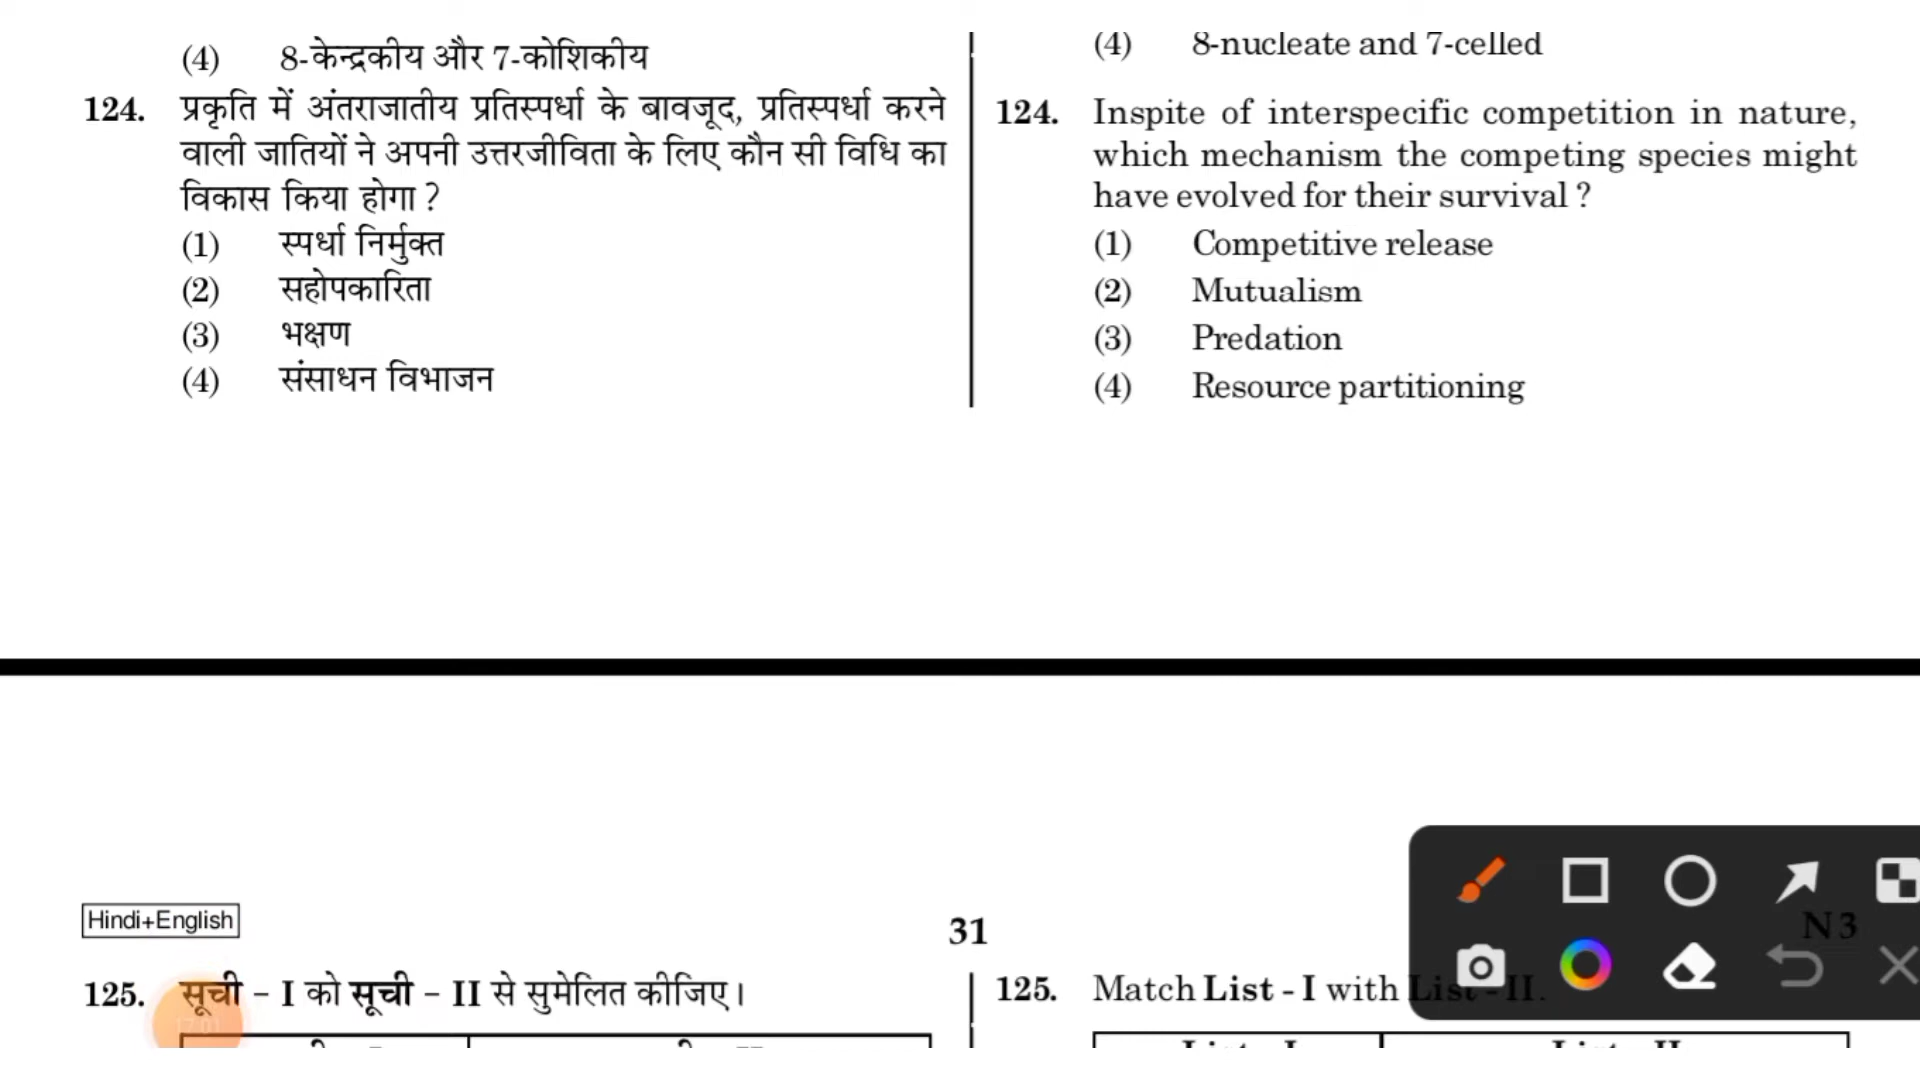 (4) 8-केन्द्रकीय और 7-कोशिकीय
124. प्रकृति में अंतराजातीय प्रतिस्पर्धा के बावजूद, प्रतिस्पर्धा करने
वाली जातियों ने अपनी उत्तरजीविता के लिए कौन सी विधि का
विकास किया होगा ?
(1) स्पर्धा निर्मुक्त
(2) सहोपकारिता
(3) भक्षण
(4) संसाधन विभाजन
(4) 8-nucleate and 7-celled
124. Inspite of interspecific competition in nature,
which mechanism the competing species might
have evolved for their survival ?
(1) Competitive release
(2) Mutualism
(3) Predation
(4) Resource partitioning
Hindi+English
31
N 3
125. सूची - I को सूची - II से सुमेलित कीजिए।
125. Match List - I with List - II.